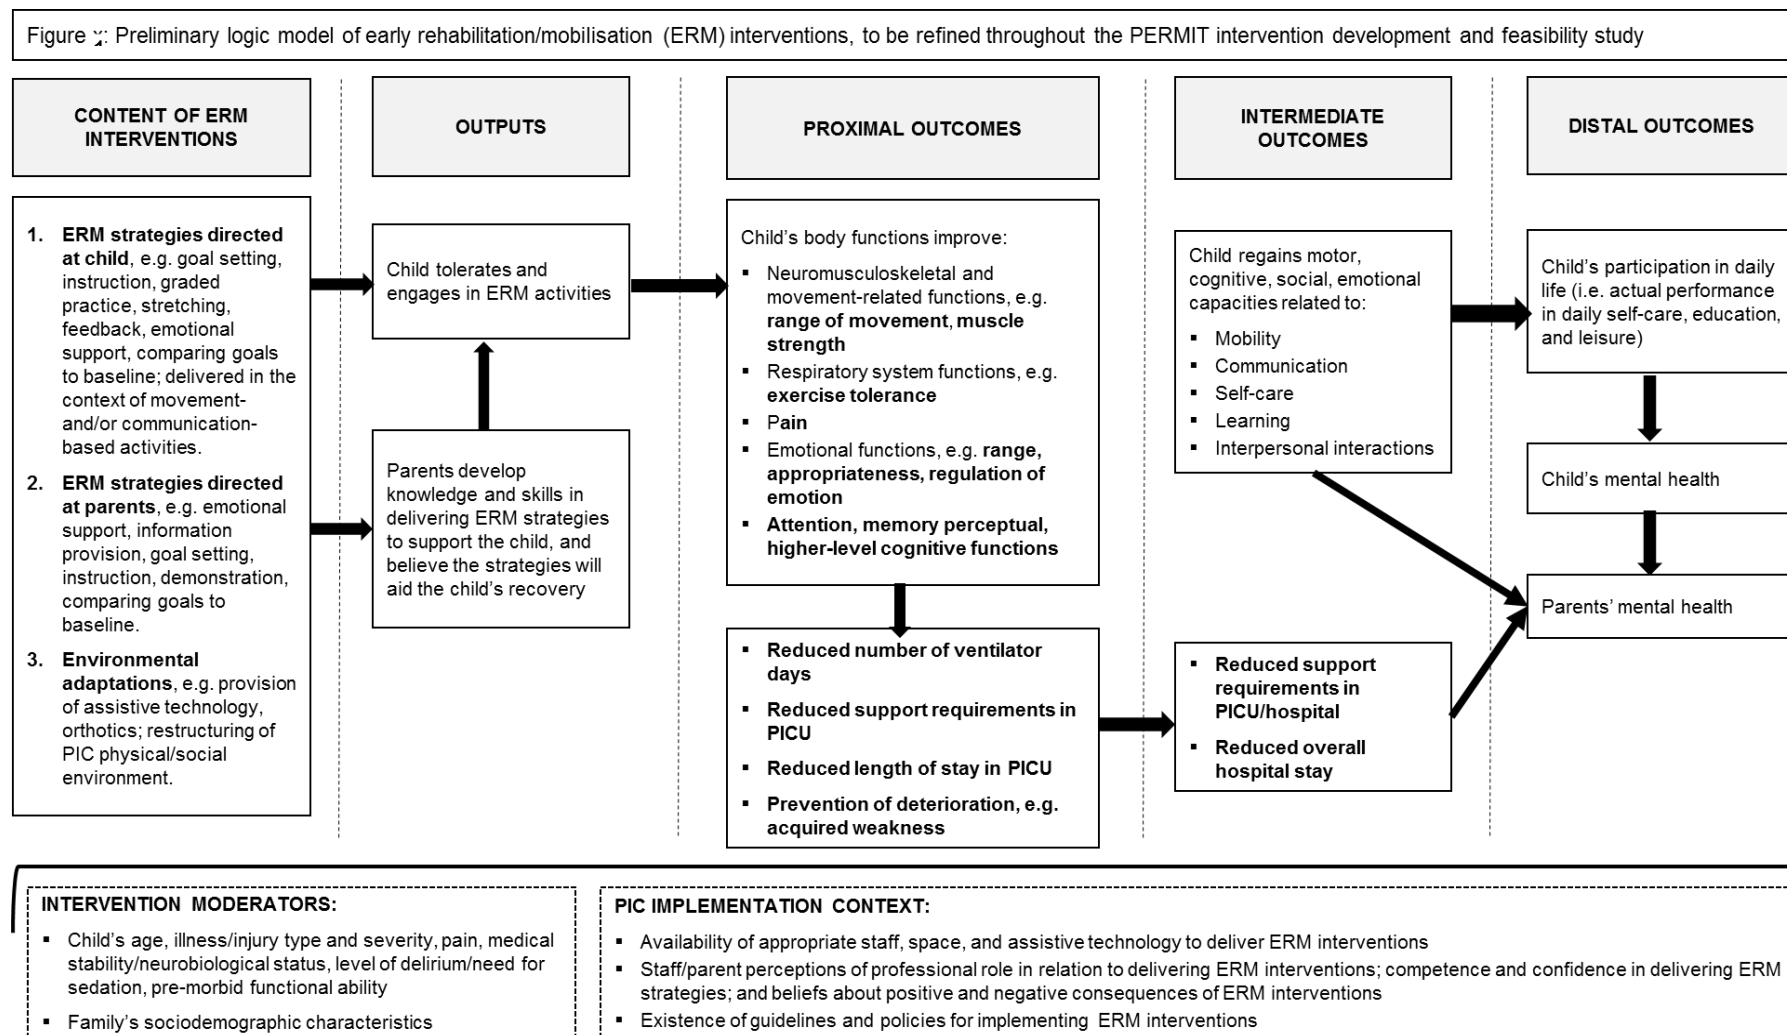 Figure : Preliminary logic model of early rehabilitation/mobilisation (ERM) interventions, to be refined throughout the PERMIT intervention development and feasibility study
CONTENT OF ERM
INTERVENTIONS
OUTPUTS
PROXIMAL OUTCOMES
INTERMEDIATE
OUTCOMES
DISTAL OUTCOMES
1. ERM strategies directed
at child, e.g. goal setting,
instruction, graded
practice, stretching,
feedback, emotional
support, comparing goals
to baseline; delivered in the
context of movement-
and/or communication-
based activities.
2. ERM strategies directed
at parents, e.g. emotional
support, information
provision, goal setting,
instruction, demonstration,
comparing goals to
baseline.
3. Environmental
adaptations, e.g. provision
of assistive technology,
orthotics; restructuring of
PIC physical/social
environment.
Child tolerates and
engages in ERM activities
Parents develop
knowledge and skills in
delivering ERM strategies
to support the child, and
believe the strategies will
aid the child's recovery
Child's body functions improve:
▪ Neuromusculoskeletal and
movement-related functions, e.g.
range of movement, muscle
strength
▪ Respiratory system functions, e.g.
exercise tolerance
▪ Pain
▪ Emotional functions, e.g. range,
appropriateness, regulation of
emotion
▪ Attention, memory perceptual,
higher-level cognitive functions
▪ Reduced number of ventilator
days
▪ Reduced support requirements in
PICU
▪ Reduced length of stay in PICU
▪ Prevention of deterioration, e.g.
acquired weakness
Child regains motor,
cognitive, social, emotional
capacities related to:
▪ Mobility
▪ Communication
▪ Self-care
▪ Learning
▪ Interpersonal interactions
▪ Reduced support
requirements in
PICU/hospital
▪ Reduced overall
hospital stay
Child's participation in daily
life (i.e. actual performance
in daily self-care, education,
and leisure)
Child's mental health
Parents' mental health
INTERVENTION MODERATORS:
▪ Child's age, illness/injury type and severity, pain, medical
stability/neurobiological status, level of delirium/need for
sedation, pre-morbid functional ability
▪ Family's sociodemographic characteristics
PIC IMPLEMENTATION CONTEXT:
▪ Availability of appropriate staff, space, and assistive technology to deliver ERM interventions
▪ Staff/parent perceptions of professional role in relation to delivering ERM interventions; competence and confidence in delivering ERM
strategies; and beliefs about positive and negative consequences of ERM interventions
▪ Existence of guidelines and policies for implementing ERM interventions